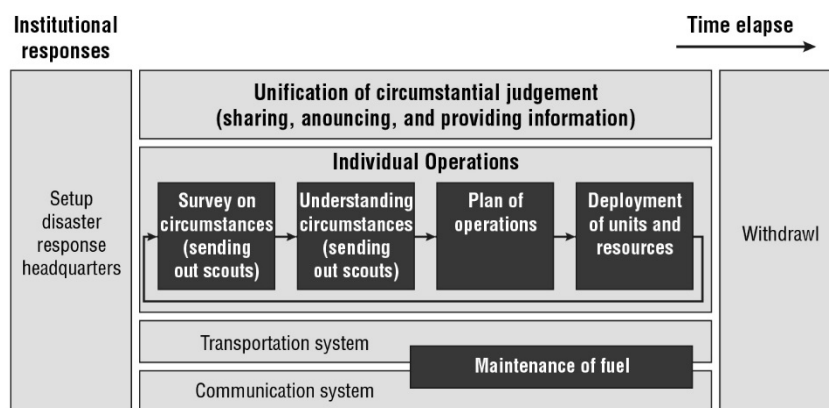 Institutional
responses
Time elapse
Unification of circumstantial judgement
(sharing, anouncing, and providing information)
Individual Operations
Setup
disaster
response
headquarters
Survey on
circumstances
(sending
out scouts)
Understanding
circumstances
(sending
out scouts)
Plan of
operations
Deployment
of units and
resources
Withdrawl
Transportation system
Maintenance of fuel
Communication system